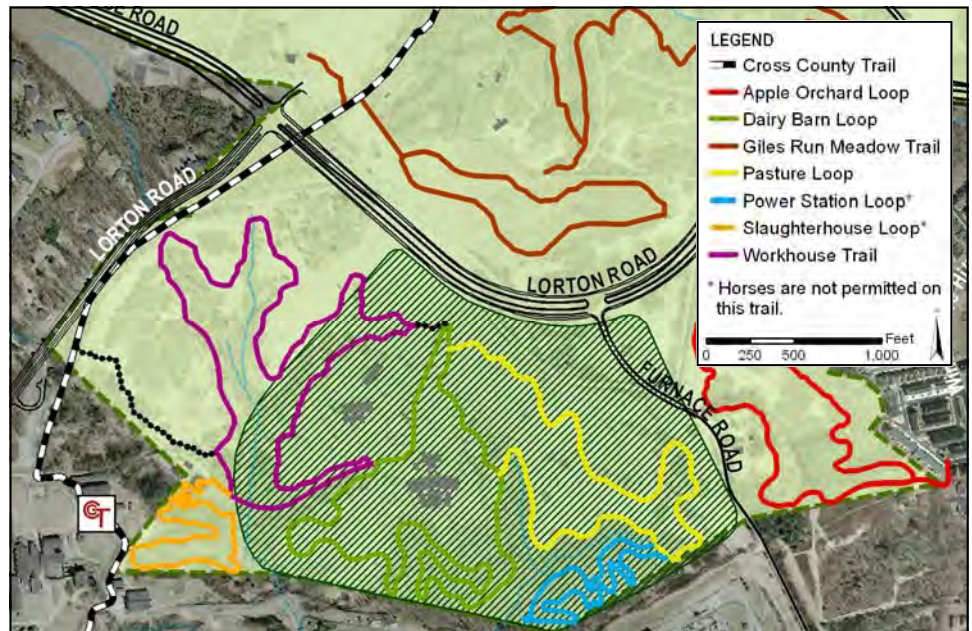 E ROAD
LEGEND
Cross County Trail
Apple Orchard Loop
Dairy Barn Loop
Giles Run Meadow Trail
Pasture Loop
Power Station Loop*
Slaughterhouse Loop*
Workhouse Trail
* Horses are not permitted on
this trail.
Feet
0 250 500 1,000
LORTON ROAD
LORTON ROAD
FURNACE ROAD
CCT